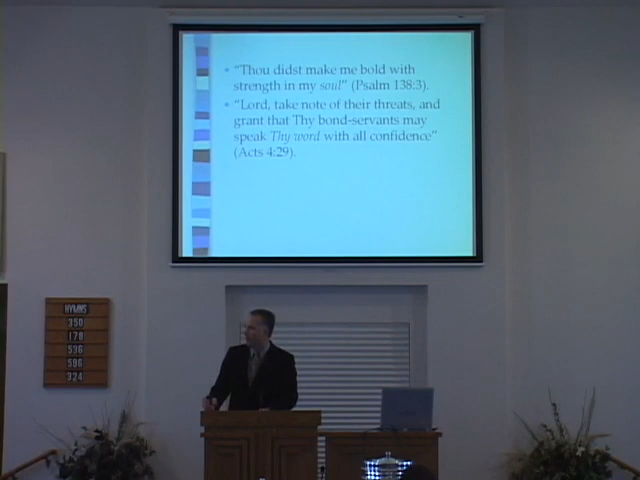 • “Thou didst make me bold with
strength in my soul” (Psalm 138:3).
• “Lord, take note of their threats, and
grant that Thy bond-servants may
speak Thy word with all confidence”
(Acts 4:29).
HYMNS
350
178
536
596
324